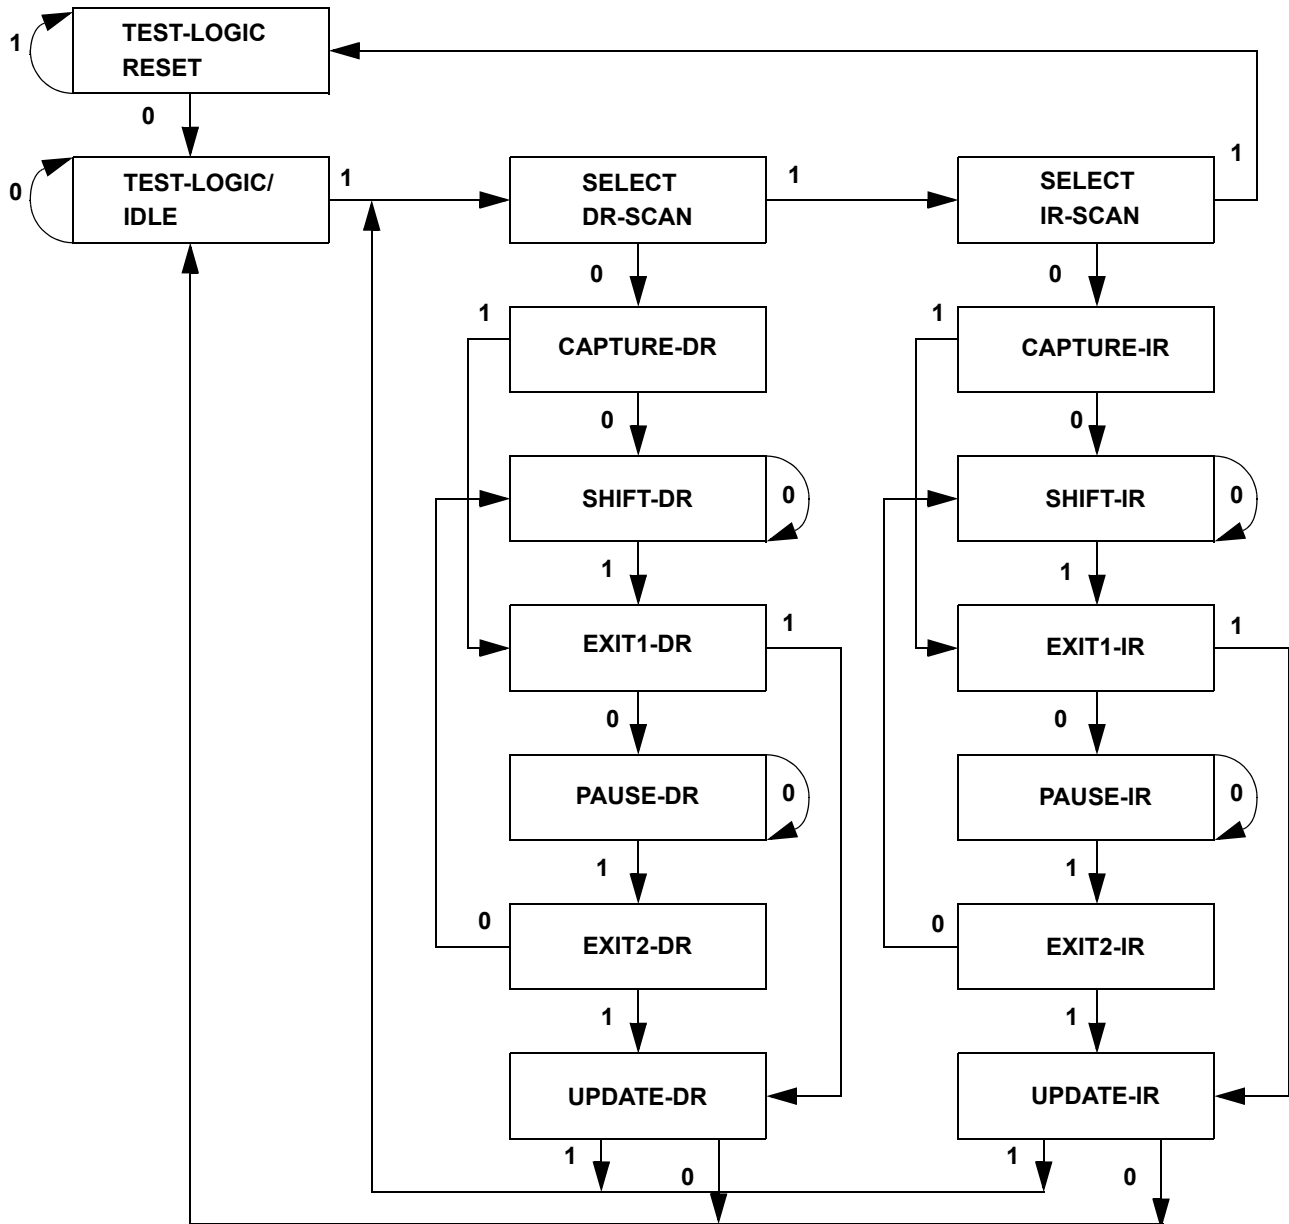 1
TEST-LOGIC
RESET
0
0
TEST-LOGIC/
IDLE
1
SELECT
DR-SCAN
1
SELECT
IR-SCAN
1
0
0
1
CAPTURE-DR
1
CAPTURE-IR
0
0
SHIFT-DR
0
SHIFT-IR
0
1
1
EXIT1-DR
1
EXIT1-IR
1
0
0
PAUSE-DR
0
PAUSE-IR
0
1
1
0
EXIT2-DR
0
EXIT2-IR
1
1
UPDATE-DR
UPDATE-IR
1
0
1
0